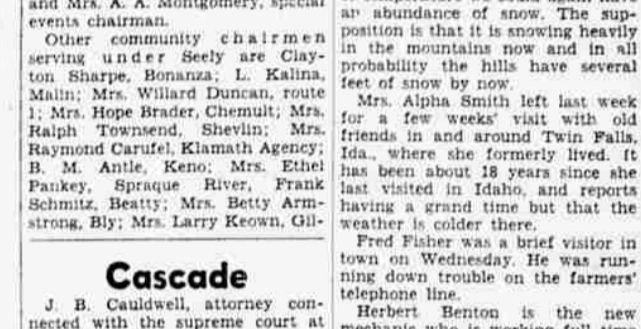 and Mrs. A. A. Montgomery, special
events chairman.
Other community chairmen
serving under Seely are Clay-
ton Sharpe, Bonanza; L. Kalina,
Malin; Mrs. Willard Duncan, route
1; Mrs. Hope Brader, Chemult; Mrs.
Ralph Townsend, Shevlin; Mrs.
Raymond Carufel, Klamath Agency;
B. M. Antle, Keno; Mrs. Ethel
Pankey, Spraque River, Frank
Schmitz, Beatty; Mrs. Betty Arm-
strong, Bly; Mrs. Larry Keown, Gil-
Cascade
J. B. Cauldwell, attorney con-
nected with the supreme court at
an abundance of snow. The sup-
position is that it is snowing heavily
in the mountains now and in all
probability the hills have several
feet of snow by now.
Mrs. Alpha Smith left last week
for a few weeks' visit with old
friends in and around Twin Falls,
Ida., where she formerly lived. It
has been about 18 years since she
last visited in Idaho, and reports
having a grand time but that the
weather is colder there.
Fred Fisher was a brief visitor in
town on Wednesday. He was run-
ning down trouble on the farmers'
telephone line.
Herbert Benton is the new
mechanic who is working full time